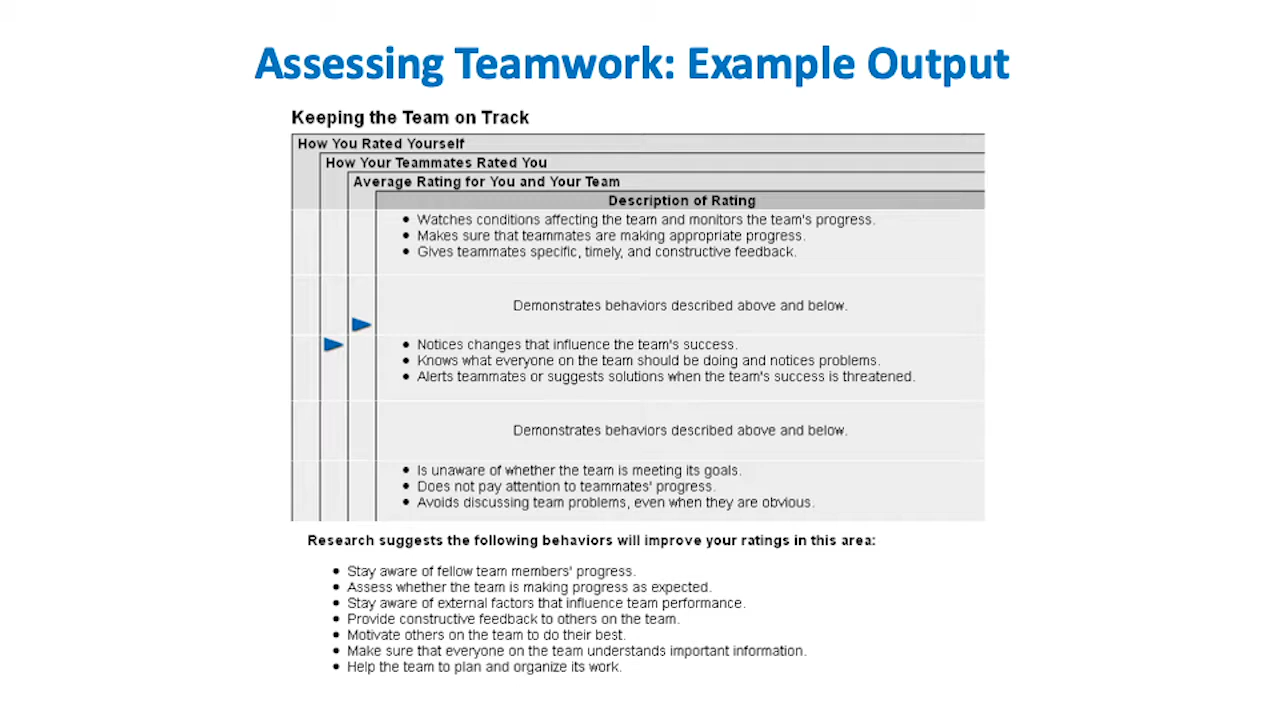 Assessing Teamwork: Example Output
Keeping the Team on Track
How You Rated Yourself
How Your Teammates Rated You
Average Rating for You and Your Team
Description of Rating
• Watches conditions affecting the team and monitors the team's progress.
• Makes sure that teammates are making appropriate progress.
• Gives teammates specific, timely, and constructive feedback.
Demonstrates behaviors described above and below.
• Notices changes that influence the team's success.
• Knows what everyone on the team should be doing and notices problems.
• Alerts teammates or suggests solutions when the team's success is threatened.
Demonstrates behaviors described above and below.
• Is unaware of whether the team is meeting its goals.
• Does not pay attention to teammates' progress.
• Avoids discussing team problems, even when they are obvious.
Research suggests the following behaviors will improve your ratings in this area:
• Stay aware of fellow team members' progress.
• Assess whether the team is making progress as expected.
• Stay aware of external factors that influence team performance.
• Provide constructive feedback to others on the team.
• Motivate others on the team to do their best.
• Make sure that everyone on the team understands important information.
• Help the team to plan and organize its work.